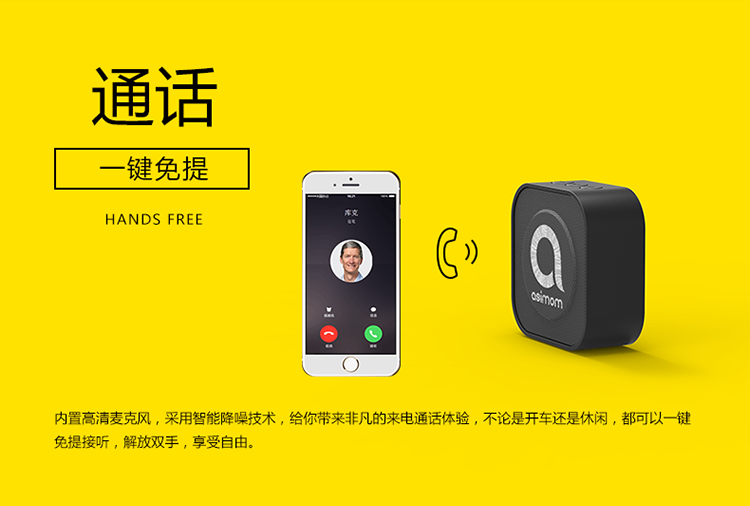 通话
一键免提
HANDS FREE
库克
asimom
内置高清麦克风，采用智能降噪技术，给你带来非凡的来电通话体验，不论是开车还是休闲，都可以一键
免提接听，解放双手，享受自由。